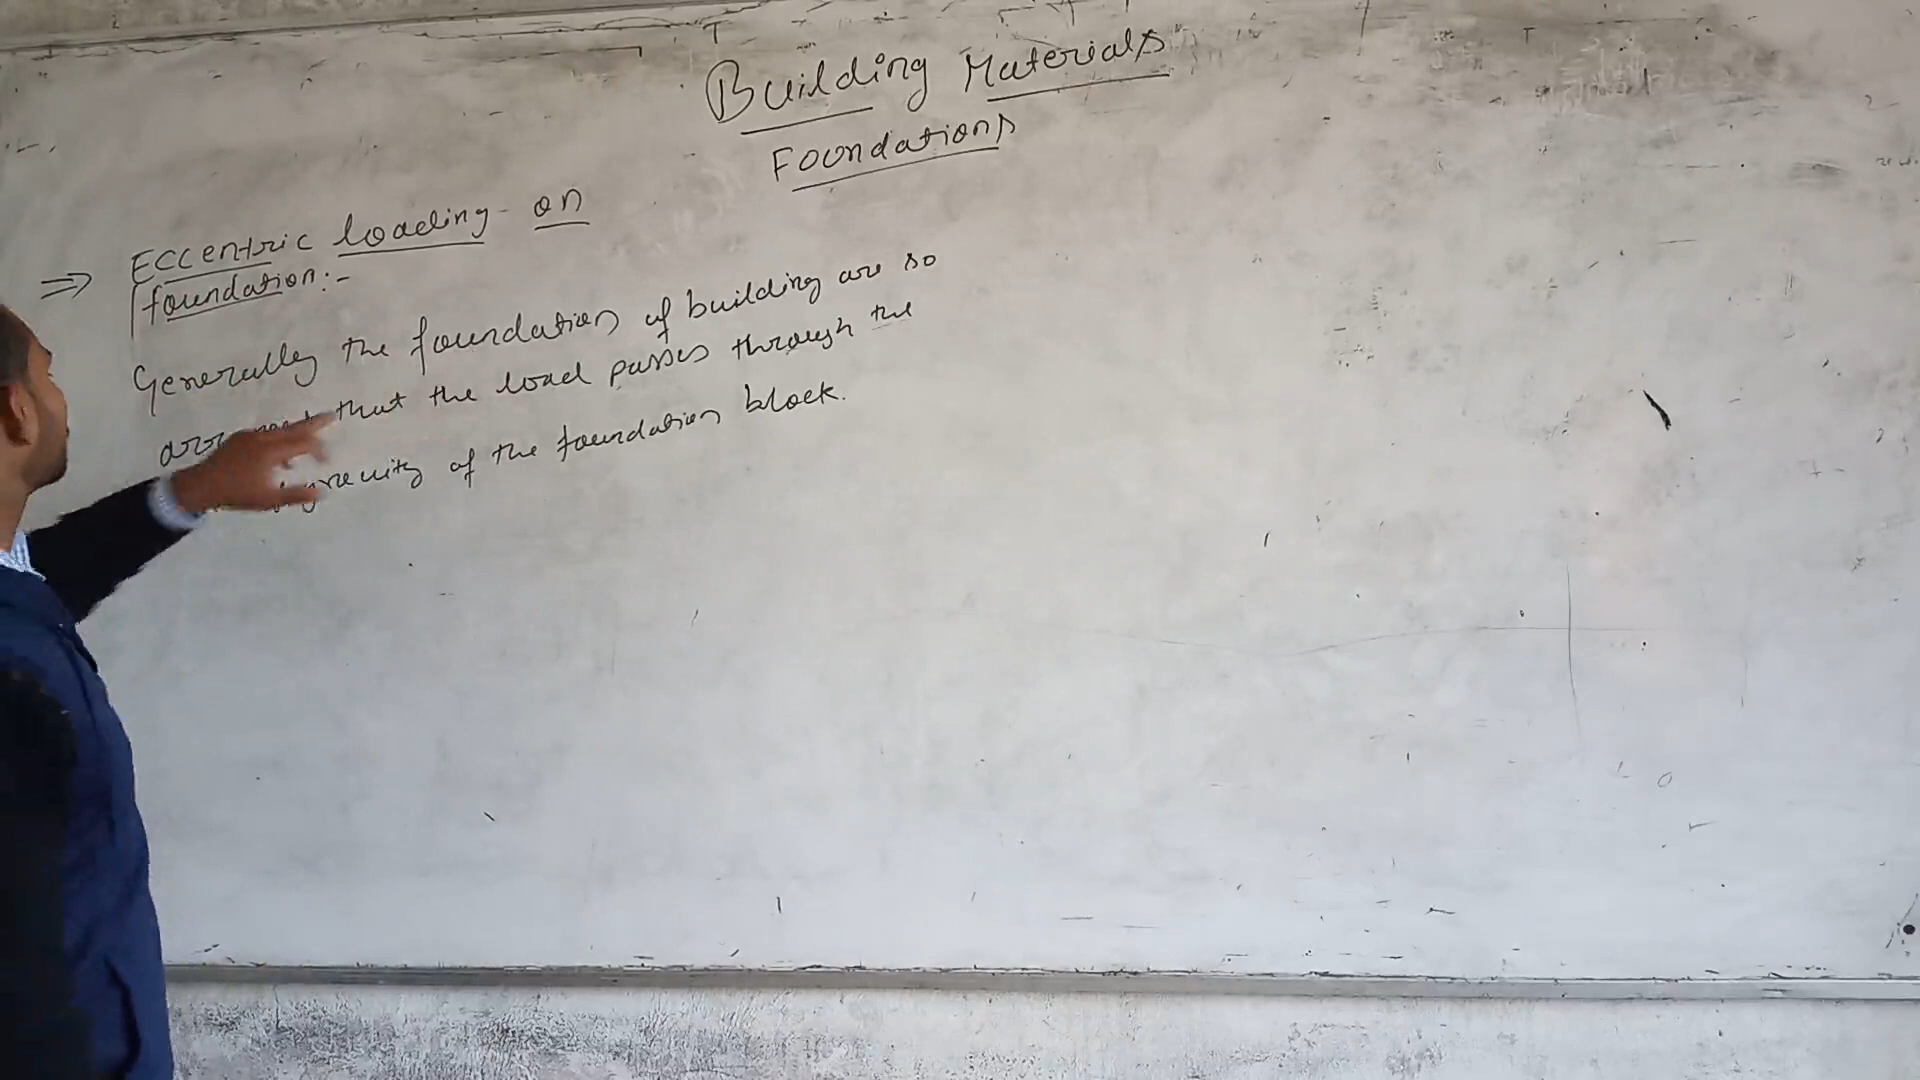 Building Materials
Foundations
⇒ Eccentric loading on
foundation:-
Generally the foundation of building are so
that the load passes through the
gravity of the foundation block.